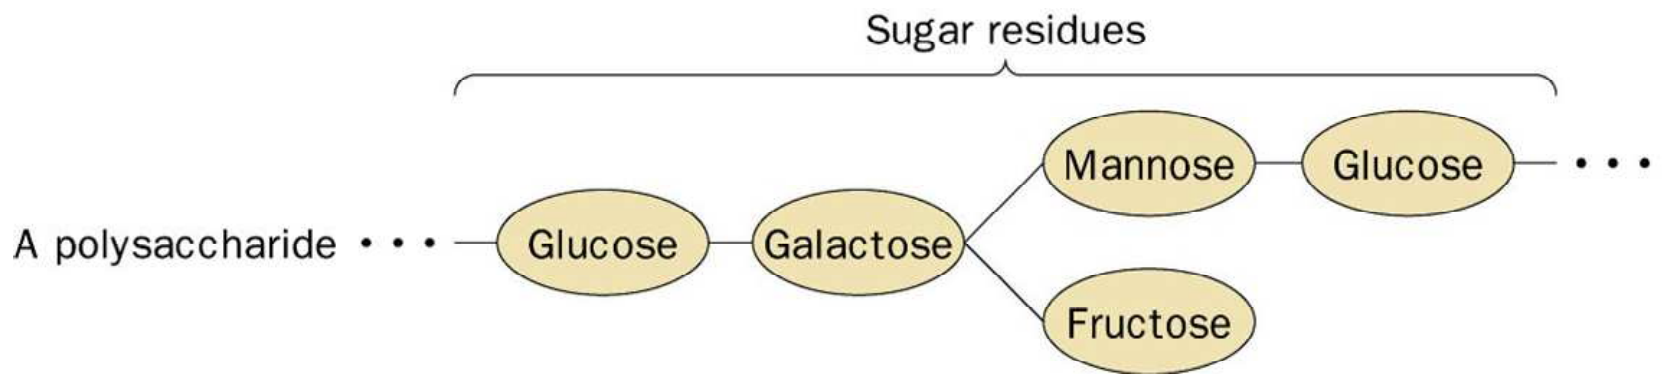 Sugar residues
Mannose Glucose • • •
A polysaccharide • • • Glucose Galactose
Fructose